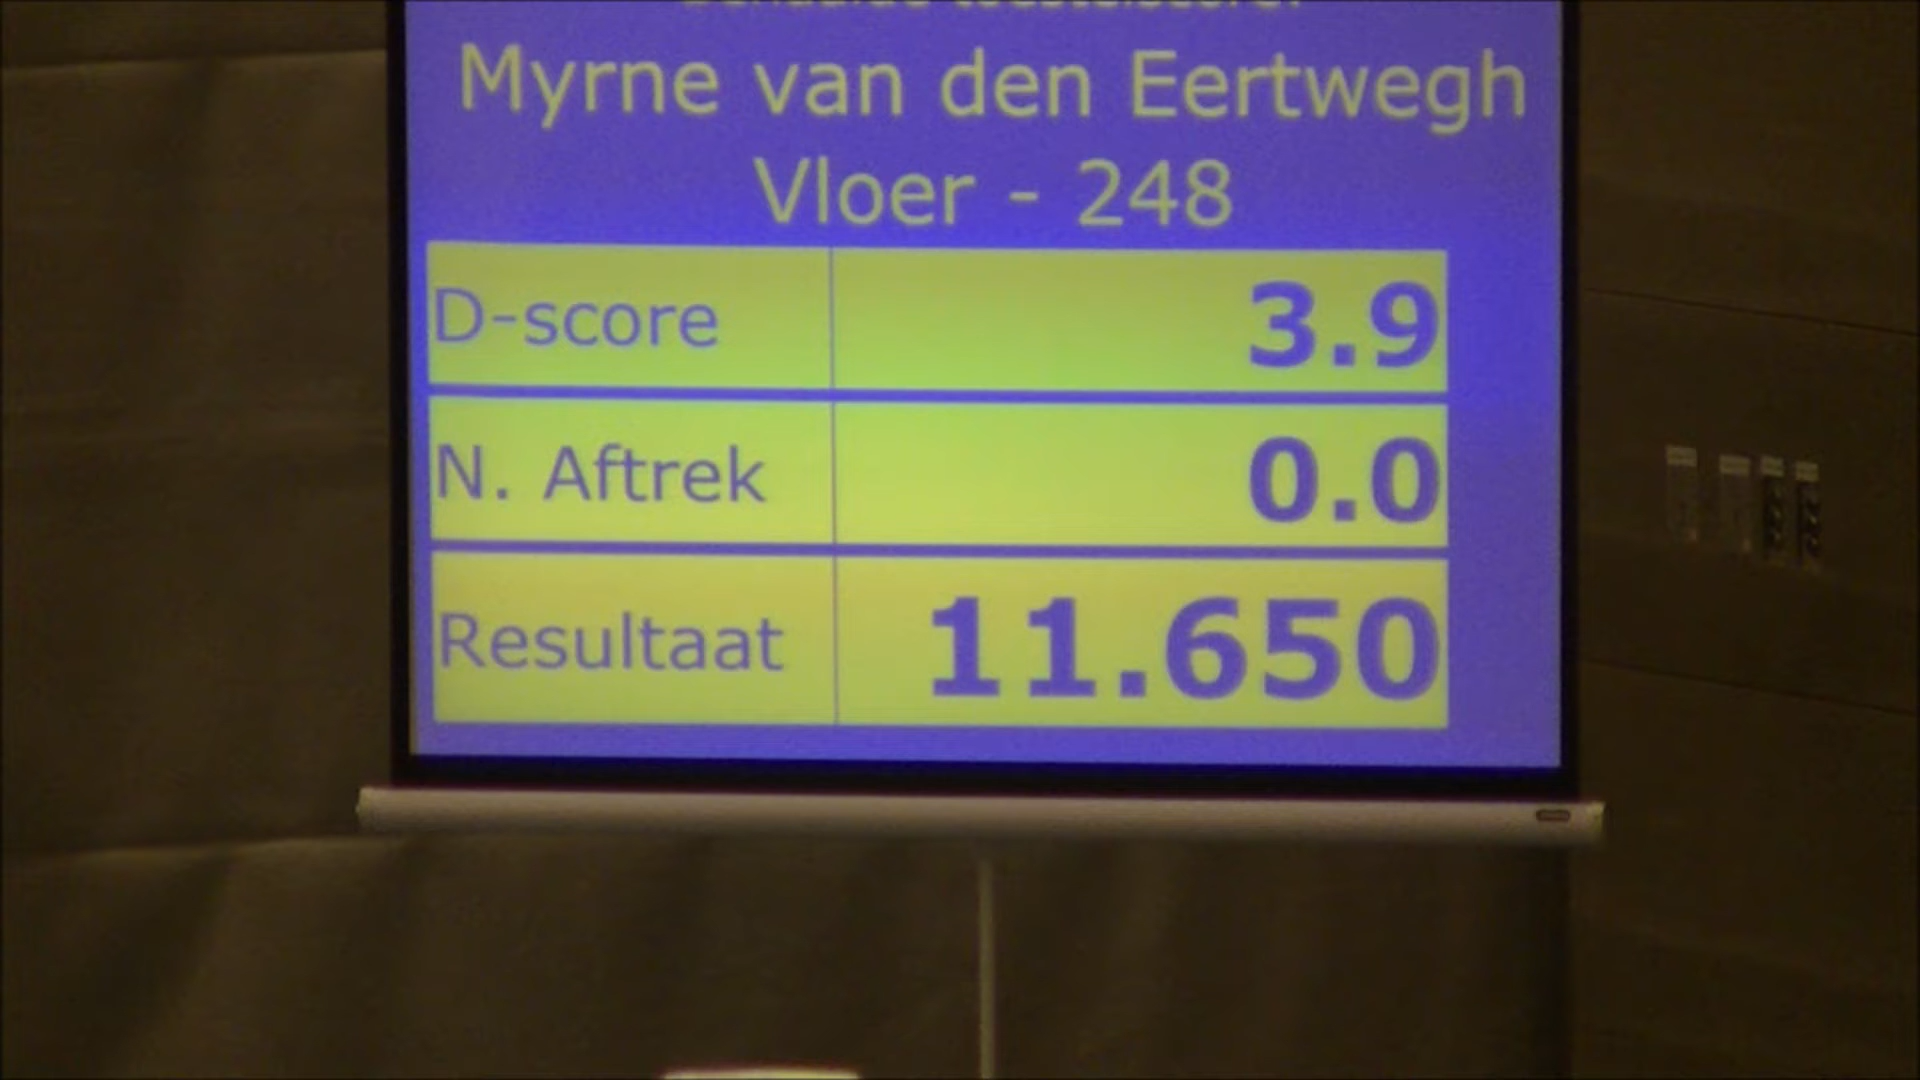 Myrne van den Eertwegh
Vloer - 248
D-score 3.9
N. Aftrek 0.0
Resultaat 11.650